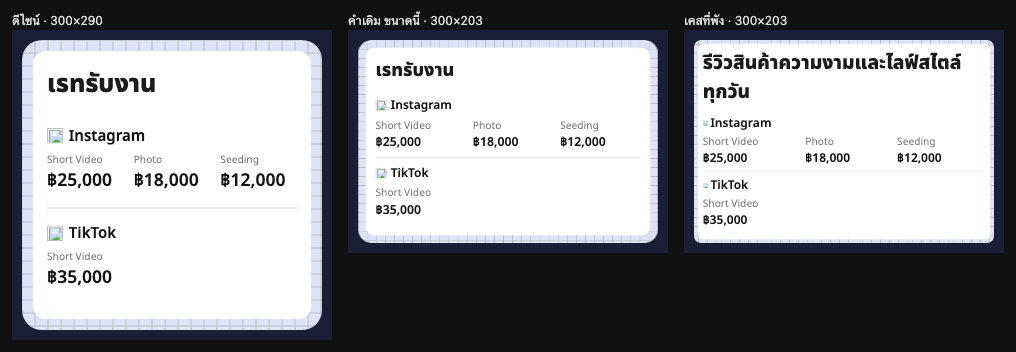 ดีไซน์ · 300×290
เรทรับงาน
Instagram
Short Video Photo Seeding
฿25,000 ฿18,000 ฿12,000
TikTok
Short Video
฿35,000
คำเดิม ขนาดนี้ · 300×203
เรทรับงาน
Instagram
Short Video Photo Seeding
฿25,000 ฿18,000 ฿12,000
TikTok
Short Video
฿35,000
เคสที่พัง · 300×203
รีวิวสินค้าความงามและไลฟ์สไตล์
ทุกวัน
Instagram
Short Video Photo Seeding
฿25,000 ฿18,000 ฿12,000
TikTok
Short Video
฿35,000